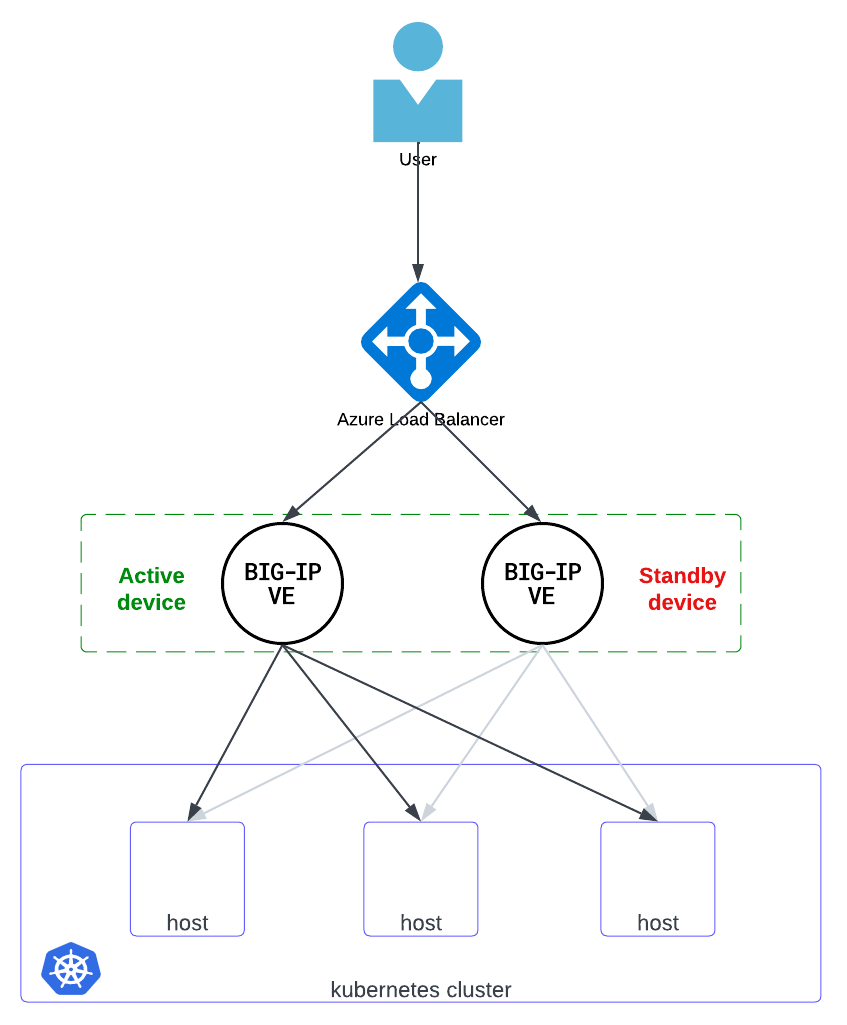 User
Azure Load Balancer
Active
device
BIG-IP
VE
BIG-IP
VE
Standby
device
host
host
host
kubernetes cluster